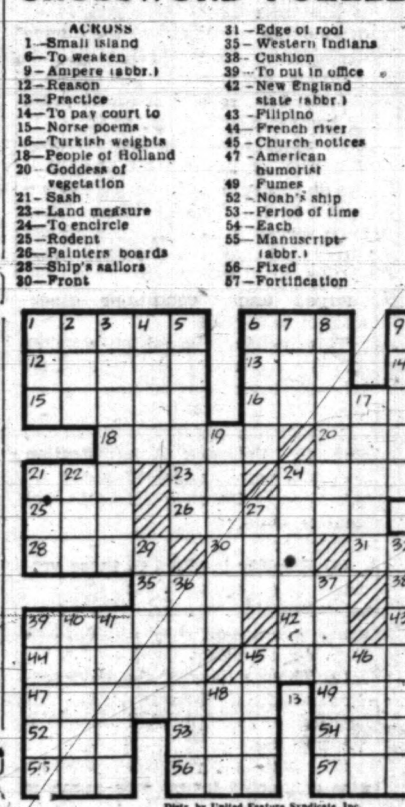 ACROSS
1—Small island
6—To weaken
9—Ampere (abbr.)
12—Reason
13—Practice
14—To pay court to
15—Norse poems
16—Turkish weights
18—People of Holland
20—Goddess of
vegetation
21—Sash
23—Land measure
24—To encircle
25—Rodent
26—Painters boards
28—Ship's sailors
30—Front
31—Edge of roof
35—Western Indians
38—Cushion
39—To put in office
42—New England
state (abbr.)
43—Filipino
44—French river
45—Church notices
47—American
humorist
49—Fumes
52—Noah's ship
53—Period of time
54—Each
55—Manuscript
(abbr.)
56—Fixed
57—Fortification
1 2 3 4 5 6 7 8 9
12 13 14
15 16 17
18 19 20
21 22 23 24
25 26 27
28 29 30 31
35 36 37
39 40 41 42
44 45 46
47 48 13 49
52 53 54
56 57
by United Feature Syndicate, Inc.